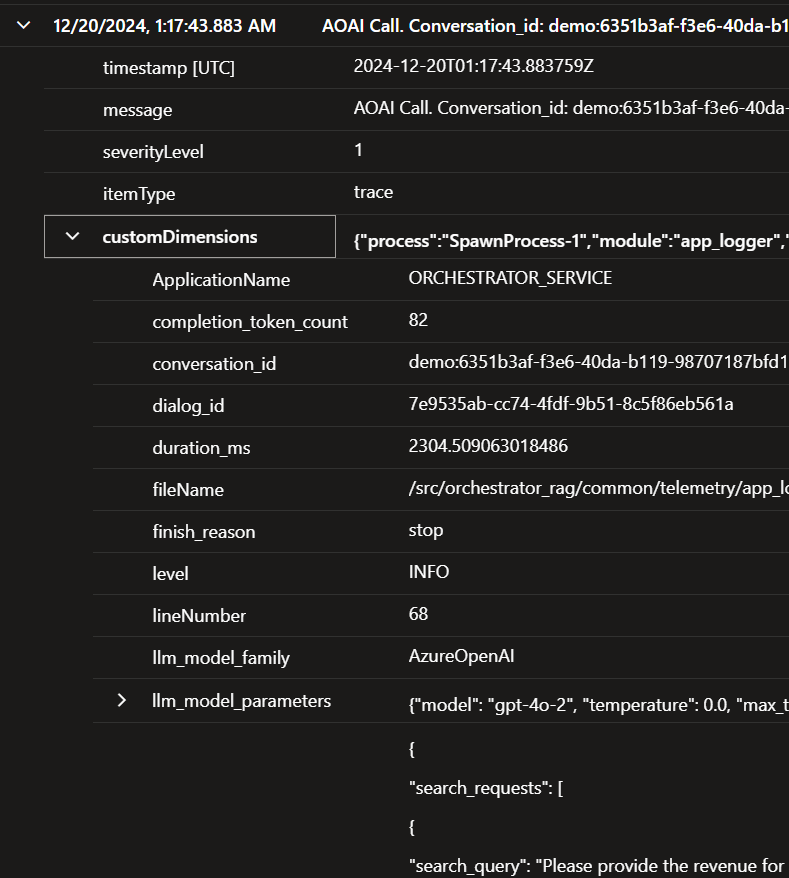 12/20/2024, 1:17:43.883 AM AOAI Call. Conversation_id: demo:6351b3af-f3e6-40da-b1
timestamp [UTC] 2024-12-20T01:17:43.883759Z
message AOAI Call. Conversation_id: demo:6351b3af-f3e6-40da-
severityLevel 1
itemType trace
customDimensions {"process":"SpawnProcess-1","module":"app_logger","
ApplicationName ORCHESTRATOR_SERVICE
completion_token_count 82
conversation_id demo:6351b3af-f3e6-40da-b119-98707187bfd1
dialog_id 7e9535ab-cc74-4fdf-9b51-8c5f86eb561a
duration_ms 2304.509063018486
fileName /src/orchestrator_rag/common/telemetry/app_lo
finish_reason stop
level INFO
lineNumber 68
llm_model_family AzureOpenAI
llm_model_parameters {"model": "gpt-4o-2", "temperature": 0.0, "max_t
{
"search_requests": [
{
"search_query": "Please provide the revenue for